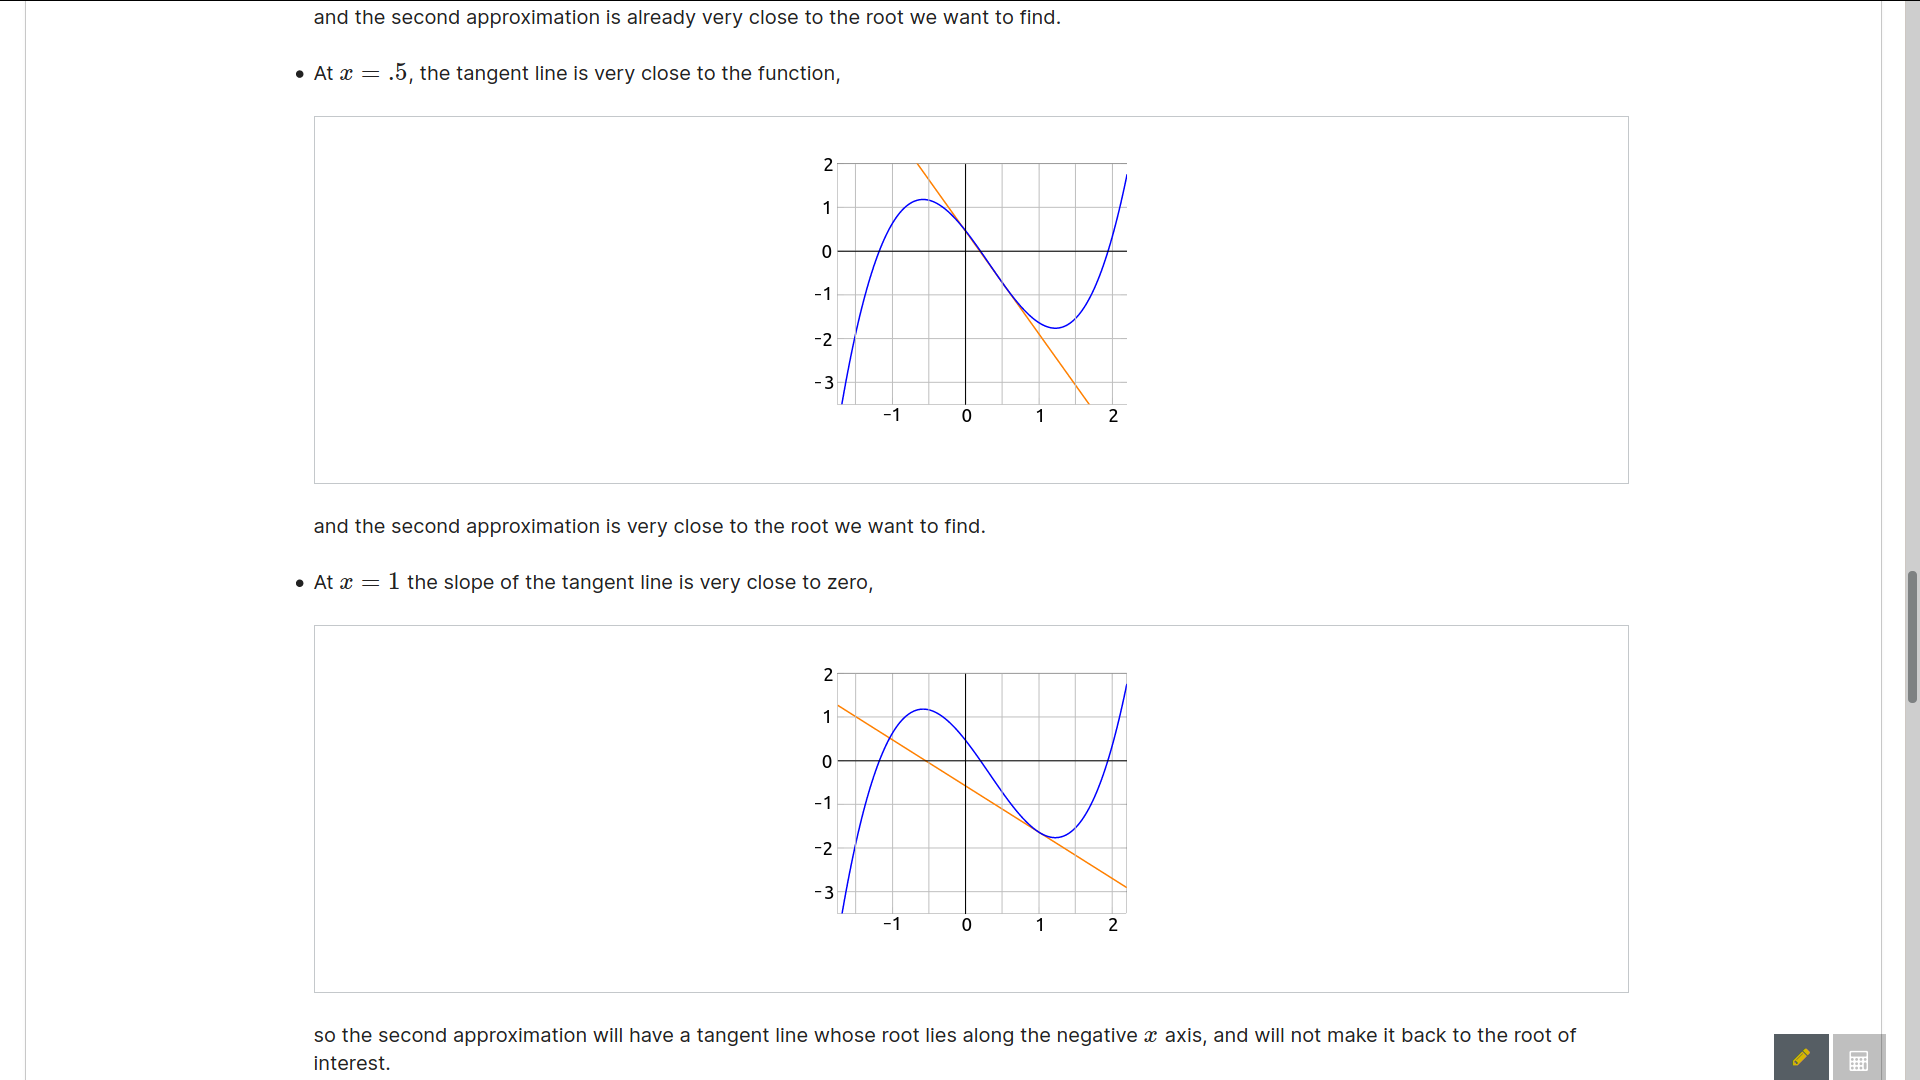 and the second approximation is already very close to the root we want to find.
• At x = .5, the tangent line is very close to the function,
2
1
0
−1
−2
−3
−1 0 1 2
and the second approximation is very close to the root we want to find.
• At x = 1 the slope of the tangent line is very close to zero,
2
1
0
−1
−2
−3
−1 0 1 2
so the second approximation will have a tangent line whose root lies along the negative x axis, and will not make it back to the root of
interest.